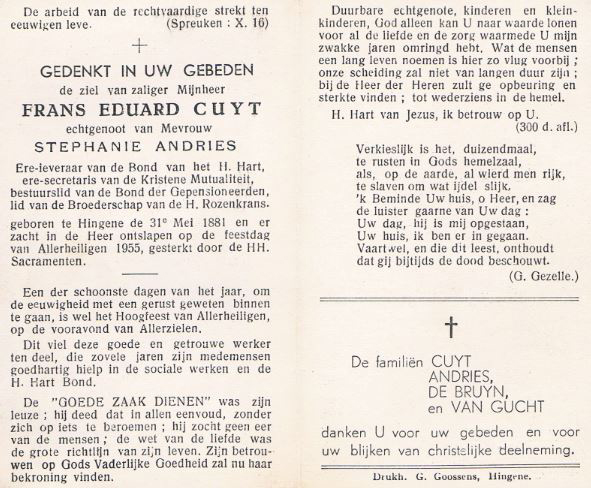 De arbeid van de rechtvaardige strekt ten
eeuwigen leve. (Spreuken : X. 16)
GEDENKT IN UW GEBEDEN
de ziel van zaliger Mijnheer
FRANS EDUARD CUYT
echtgenoot van Mevrouw
STEPHANIE ANDRIES
Ere-ieveraar van de Bond van het H. Hart,
ere-secretaris van de Kristene Mutualiteit,
bestuurslid van de Bond der Gepensioneerden,
lid van de Broederschap van de H. Rozenkrans.
geboren te Hingene de 31e Mei 1881 en er
zacht in de Heer ontslapen op de feestdag
van Allerheiligen 1955, gesterkt door de HH.
Sacramenten.
Een der schoonste dagen van het jaar, om
de eeuwigheid met een gerust geweten binnen
te gaan, is wel het Hoogfeest van Allerheiligen,
op de vooravond van Allerzielen.
Dit viel deze goede en getrouwe werker
ten deel, die zovele jaren zijn medemensen
goedhartig hielp in de sociale werken en de
H. Hart Bond.
De "GOEDE ZAAK DIENEN" was zijn
leuze ; hij deed dat in allen eenvoud, zonder
zich op iets te beroemen ; hij zocht geen eer
van de mensen ; de wet van de liefde was
de grote richtlijn van zijn leven. Zijn betrou-
wen op Gods Vaderlijke Goedheid zal nu haar
bekroning vinden.
Duurbare echtgenote, kinderen en klein-
kinderen, God alleen kan U naar waarde lonen
voor al de liefde en de zorg waarmede U mijn
zwakke jaren omringd hebt. Wat de mensen
een lang leven noemen is hier zo vlug voorbij ;
onze scheiding zal niet van langen duur zijn ;
bij de Heer der Heren zult ge opbeuring en
sterkte vinden ; tot wederziens in de hemel.
H. Hart van Jezus, ik betrouw op U.
(300 d. afl.)
Verkieslijk is het, duizendmaal,
te rusten in Gods hemelzaal,
als, op de aarde, al wierd men rijk,
te slaven om wat ijdel slijk.
'k Beminde Uw huis, o Heer, en zag
de luister gaarne van Uw dag :
Uw dag, hij is mij opgestaan,
Uw huis, ik ben er in gegaan.
Vaartwel, en die dit leest, onthoudt
dat gij bijtijds de dood beschouwt.
(G. Gezelle.)
De familiën CUYT
ANDRIES,
DE BRUYN,
en VAN GUCHT
danken U voor uw gebeden en voor
uw blijken van christelijke deelneming.
Drukh. G. Goossens, Hingene.